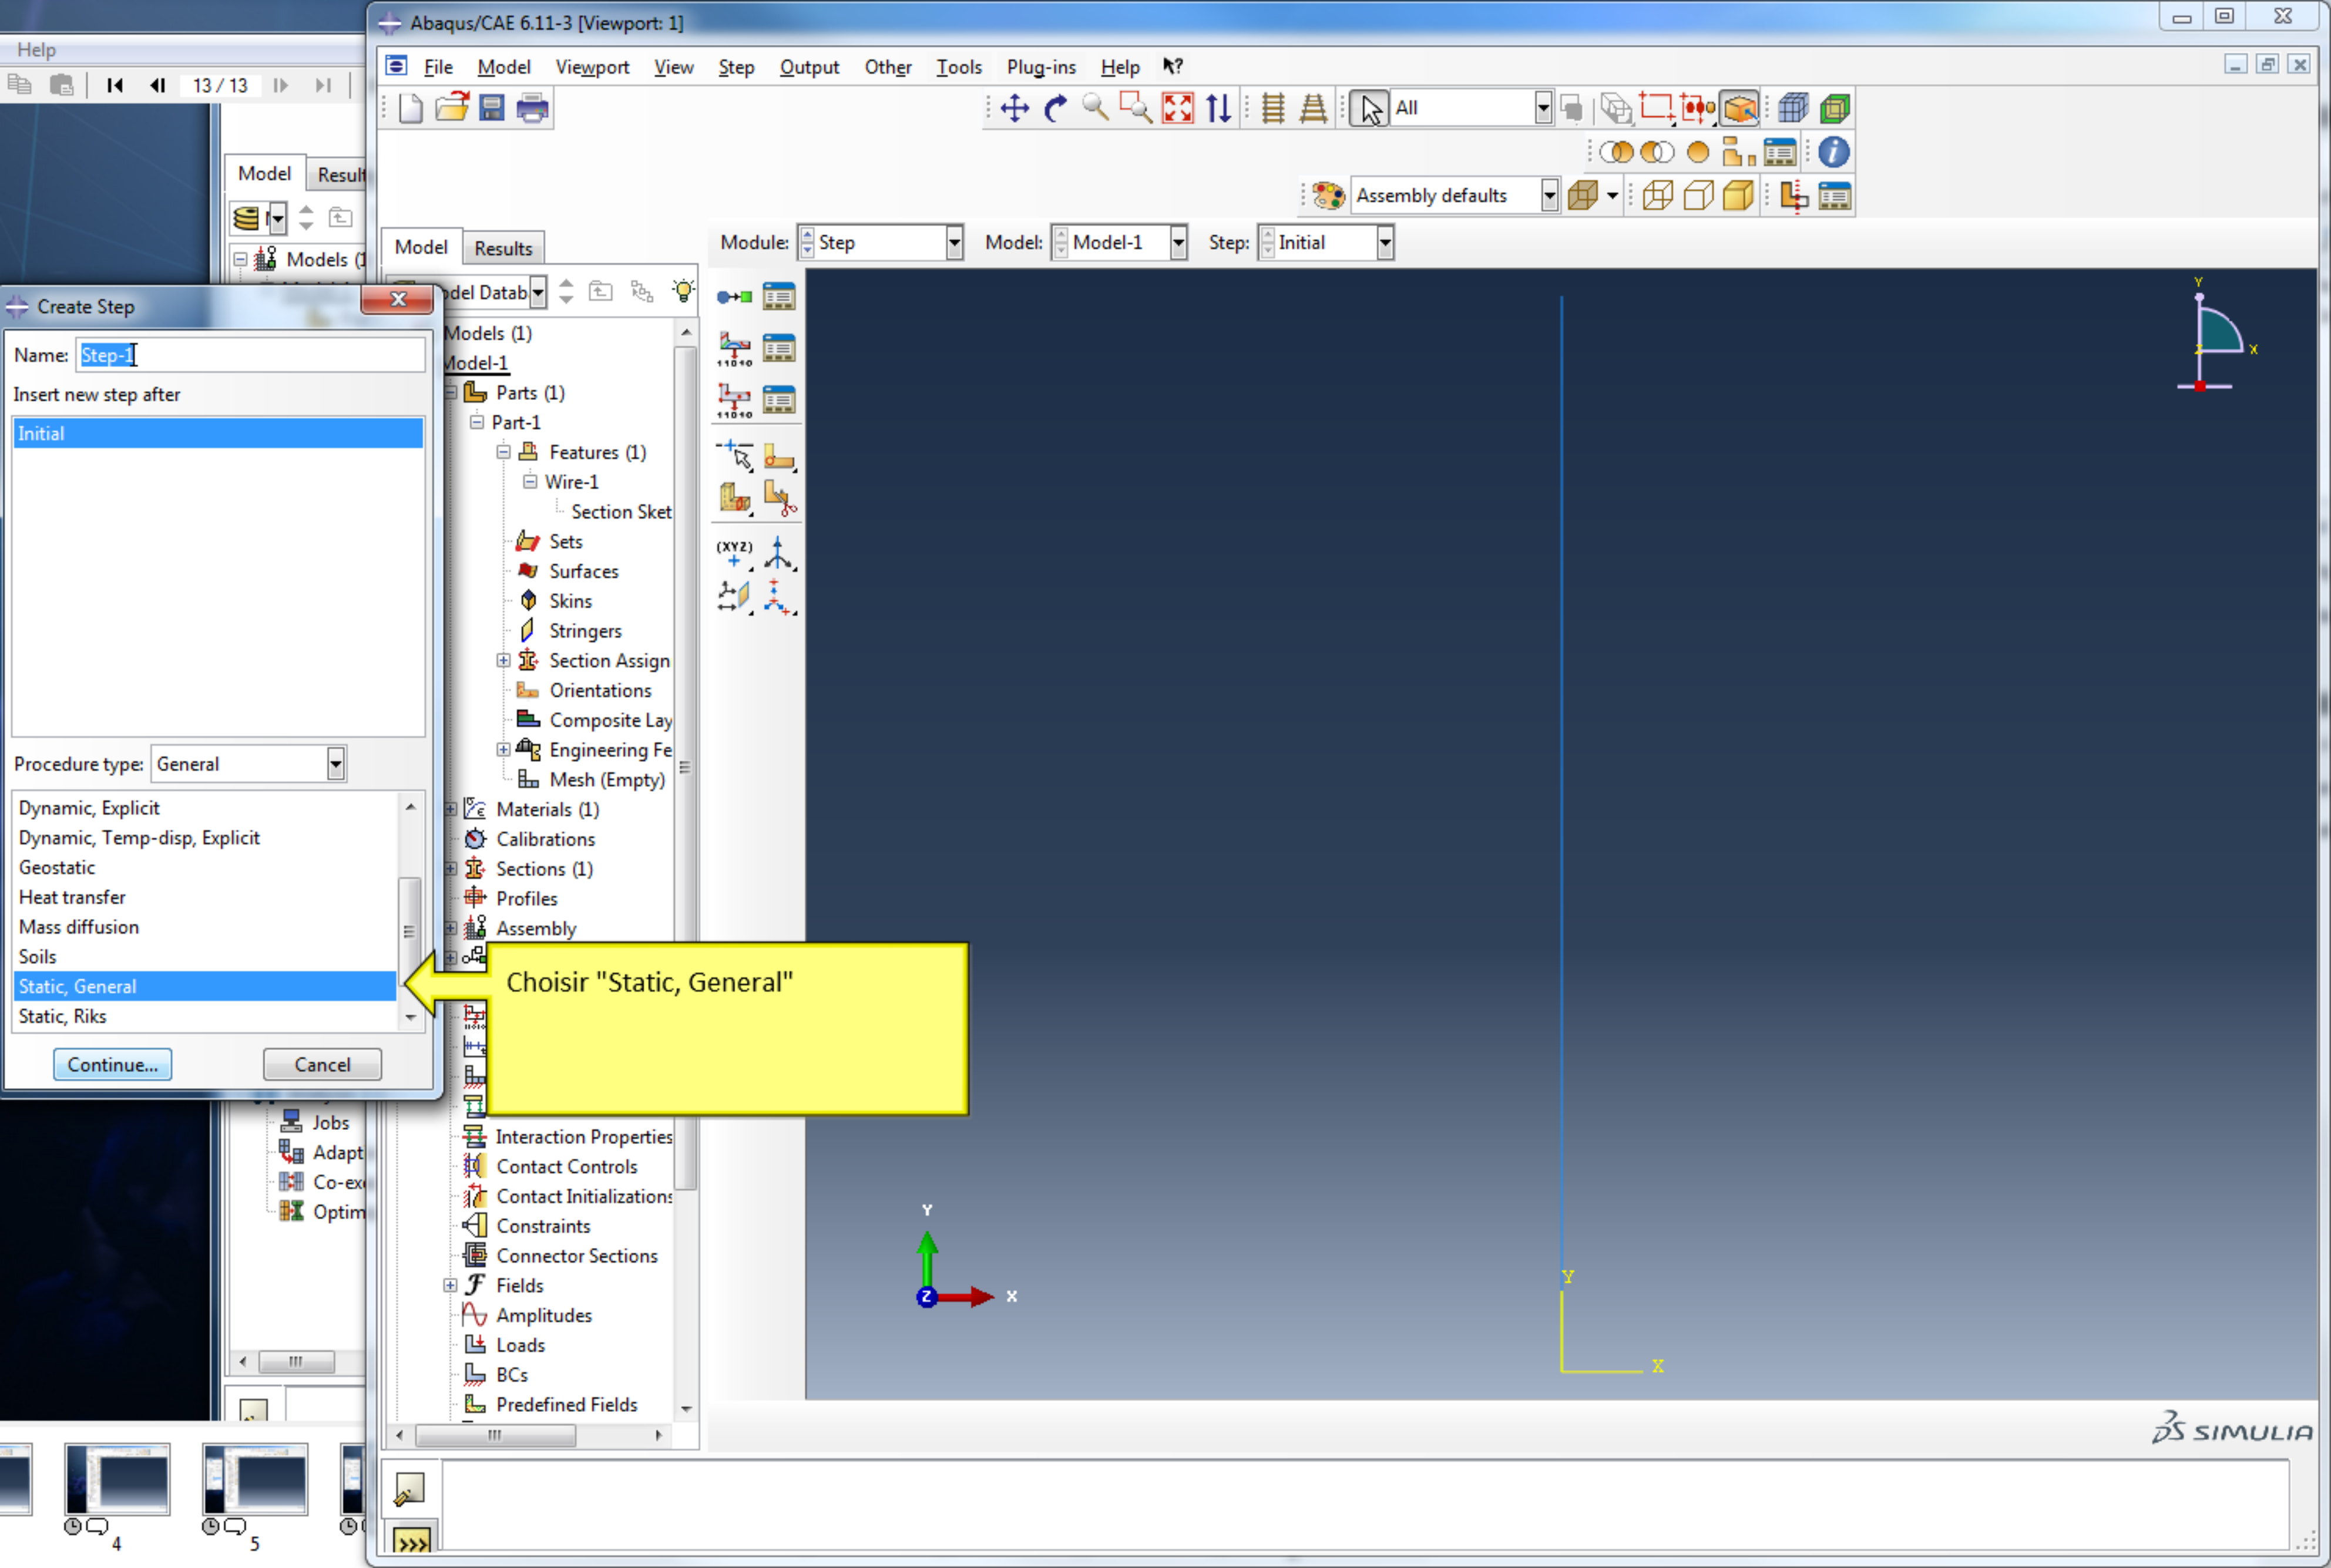 Abaqus/CAE 6.11-3 [Viewport: 1]
Help
File Model Viewport View Step Output Other Tools Plug-ins Help
13 / 13
All
Assembly defaults
Model Result
Model Results
Module: Step Model: Model-1 Step: Initial
Models (1
Create Step
Name: Step-1
Insert new step after
Initial
Procedure type: General
Dynamic, Explicit
Dynamic, Temp-disp, Explicit
Geostatic
Heat transfer
Mass diffusion
Soils
Static, General
Static, Riks
Continue... Cancel
Jobs
Adapt
Co-ex
Optim
4
5
odel Datab
Models (1)
Model-1
Parts (1)
Part-1
Features (1)
Wire-1
Section Sket
Sets
Surfaces
Skins
Stringers
Section Assign
Orientations
Composite Lay
Engineering Fe
Mesh (Empty)
Materials (1)
Calibrations
Sections (1)
Profiles
Assembly
Choisir "Static, General"
Interaction Properties
Contact Controls
Contact Initializations
Constraints
Connector Sections
Fields
Amplitudes
Loads
BCs
Predefined Fields
(XYZ)
Y
X
Z
Y
X
Z
Y
X
SIMULIA
>>>